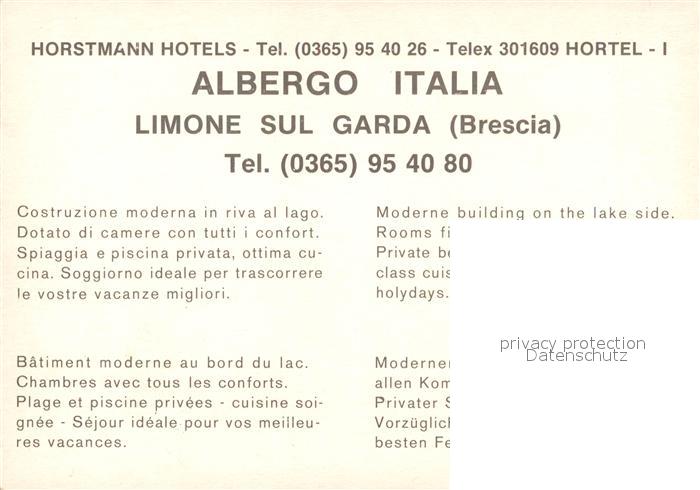 HORSTMANN HOTELS - Tel. (0365) 95 40 26 - Telex 301609 HORTEL - I
ALBERGO ITALIA
LIMONE SUL GARDA (Brescia)
Tel. (0365) 95 40 80
Costruzione moderna in riva al lago.
Dotato di camere con tutti i confort.
Spiaggia e piscina privata, ottima cu-
cina. Soggiorno ideale per trascorrere
le vostre vacanze migliori.
Moderne building on the lake side.
Rooms
Private
class
holydays.
Bâtiment moderne au bord du lac.
Chambres avec tous les conforts.
Plage et piscine privées - cuisine soi-
gnée - Séjour idéale pour vos meilleu-
res vacances.
allen
Privater
besten
privacy protection
Datenschutz